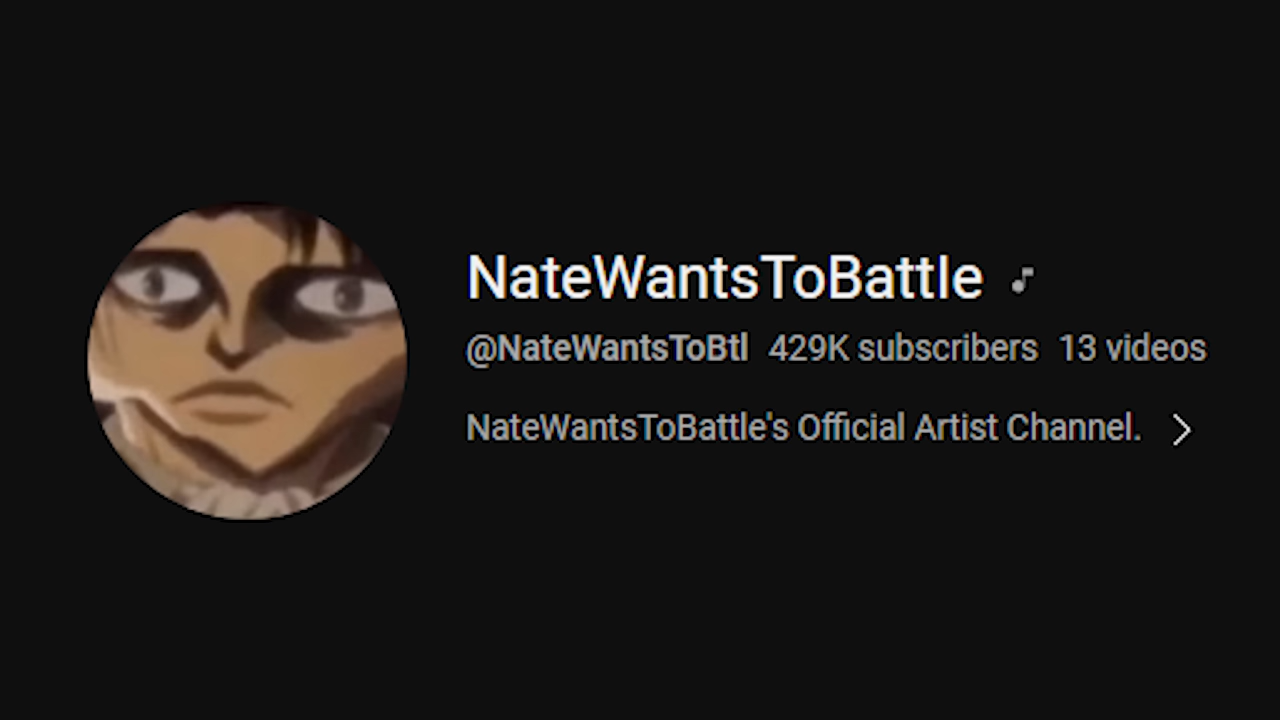 NateWantsToBattle
@NateWantsToBtl 429K subscribers 13 videos
NateWantsToBattle's Official Artist Channel.